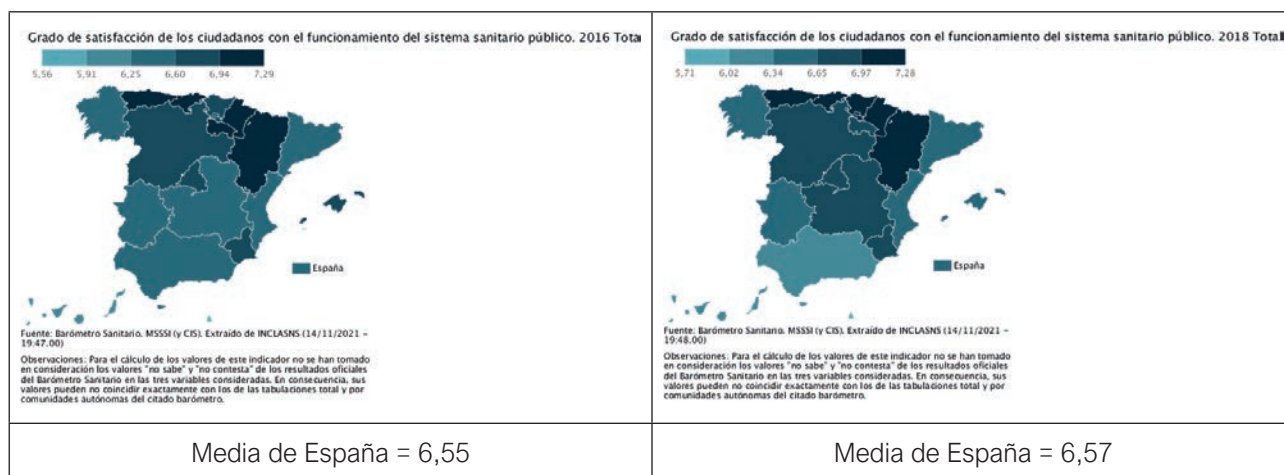 Grado de satisfacción de los ciudadanos con el funcionamiento del sistema sanitario público. 2016 Total
5,56 5,91 6,25 6,60 6,94 7,29
España
Fuente: Barómetro Sanitario. MSSSI (y CIS). Extraído de INCLASNS (14/11/2021 –
19:47.00)
Observaciones: Para el cálculo de los valores de este indicador no se han tomado
en consideración los valores "no sabe" y "no contesta" de los resultados oficiales
del Barómetro Sanitario en las tres variables consideradas. En consecuencia, sus
valores pueden no coincidir exactamente con los de las tabulaciones total y por
comunidades autónomas del citado barómetro.
Media de España = 6,55
Grado de satisfacción de los ciudadanos con el funcionamiento del sistema sanitario público. 2018 Total
5,71 6,02 6,34 6,65 6,97 7,28
España
Fuente: Barómetro Sanitario. MSSSI (y CIS). Extraído de INCLASNS (14/11/2021 –
19:48.00)
Observaciones: Para el cálculo de los valores de este indicador no se han tomado
en consideración los valores "no sabe" y "no contesta" de los resultados oficiales
del Barómetro Sanitario en las tres variables consideradas. En consecuencia, sus
valores pueden no coincidir exactamente con los de las tabulaciones total y por
comunidades autónomas del citado barómetro.
Media de España = 6,57